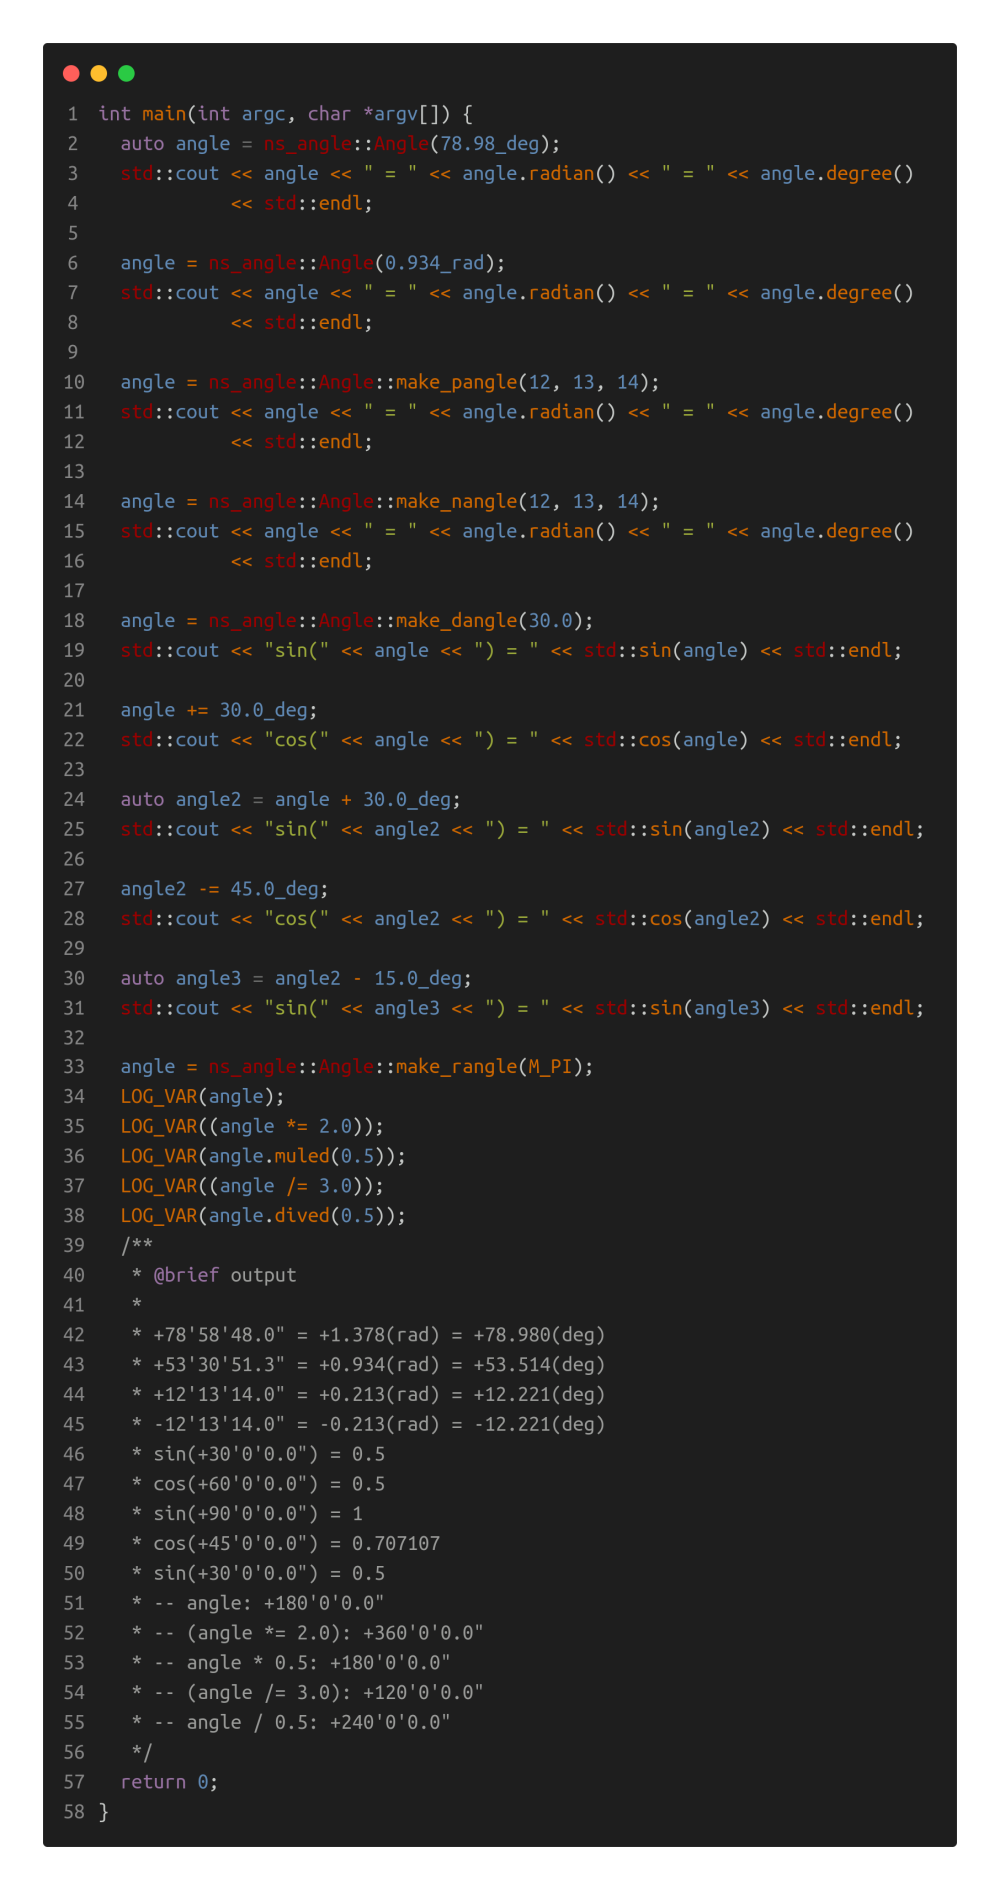 1 int main(int argc, char *argv[]) {
2   auto angle = ns_angle::Angle(78.98_deg);
3   std::cout << angle << " = " << angle.radian() << " = " << angle.degree()
4             << std::endl;
5
6   angle = ns_angle::Angle(0.934_rad);
7   std::cout << angle << " = " << angle.radian() << " = " << angle.degree()
8             << std::endl;
9
10   angle = ns_angle::Angle::make_pangle(12, 13, 14);
11   std::cout << angle << " = " << angle.radian() << " = " << angle.degree()
12             << std::endl;
13
14   angle = ns_angle::Angle::make_nangle(12, 13, 14);
15   std::cout << angle << " = " << angle.radian() << " = " << angle.degree()
16             << std::endl;
17
18   angle = ns_angle::Angle::make_dangle(30.0);
19   std::cout << "sin(" << angle << ") = " << std::sin(angle) << std::endl;
20
21   angle += 30.0_deg;
22   std::cout << "cos(" << angle << ") = " << std::cos(angle) << std::endl;
23
24   auto angle2 = angle + 30.0_deg;
25   std::cout << "sin(" << angle2 << ") = " << std::sin(angle2) << std::endl;
26
27   angle2 -= 45.0_deg;
28   std::cout << "cos(" << angle2 << ") = " << std::cos(angle2) << std::endl;
29
30   auto angle3 = angle2 - 15.0_deg;
31   std::cout << "sin(" << angle3 << ") = " << std::sin(angle3) << std::endl;
32
33   angle = ns_angle::Angle::make_rangle(M_PI);
34   LOG_VAR(angle);
35   LOG_VAR((angle *= 2.0));
36   LOG_VAR(angle.muled(0.5));
37   LOG_VAR((angle /= 3.0));
38   LOG_VAR(angle.dived(0.5));
39   /**
40    * @brief output
41    *
42    * +78'58'48.0" = +1.378(rad) = +78.980(deg)
43    * +53'30'51.3" = +0.934(rad) = +53.514(deg)
44    * +12'13'14.0" = +0.213(rad) = +12.221(deg)
45    * -12'13'14.0" = -0.213(rad) = -12.221(deg)
46    * sin(+30'0'0.0") = 0.5
47    * cos(+60'0'0.0") = 0.5
48    * sin(+90'0'0.0") = 1
49    * cos(+45'0'0.0") = 0.707107
50    * sin(+30'0'0.0") = 0.5
51    * -- angle: +180'0'0.0"
52    * -- (angle *= 2.0): +360'0'0.0"
53    * -- angle * 0.5: +180'0'0.0"
54    * -- (angle /= 3.0): +120'0'0.0"
55    * -- angle / 0.5: +240'0'0.0"
56    */
57   return 0;
58 }